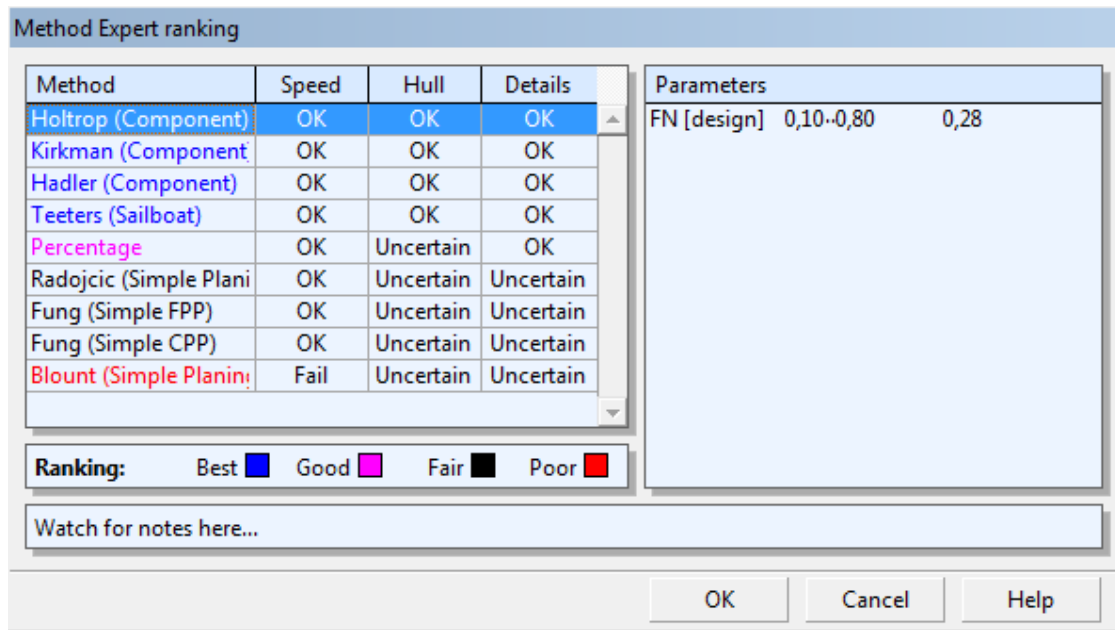 Method Expert ranking
Method Speed Hull Details
Holtrop (Component) OK OK OK
Kirkman (Component) OK OK OK
Hadler (Component) OK OK OK
Teeters (Sailboat) OK OK OK
Percentage OK Uncertain OK
Radojcic (Simple Plani OK Uncertain Uncertain
Fung (Simple FPP) OK Uncertain Uncertain
Fung (Simple CPP) OK Uncertain Uncertain
Blount (Simple Planing Fail Uncertain Uncertain
Ranking: Best Good Fair Poor
Parameters
FN [design] 0,10··0,80 0,28
Watch for notes here...
OK Cancel Help